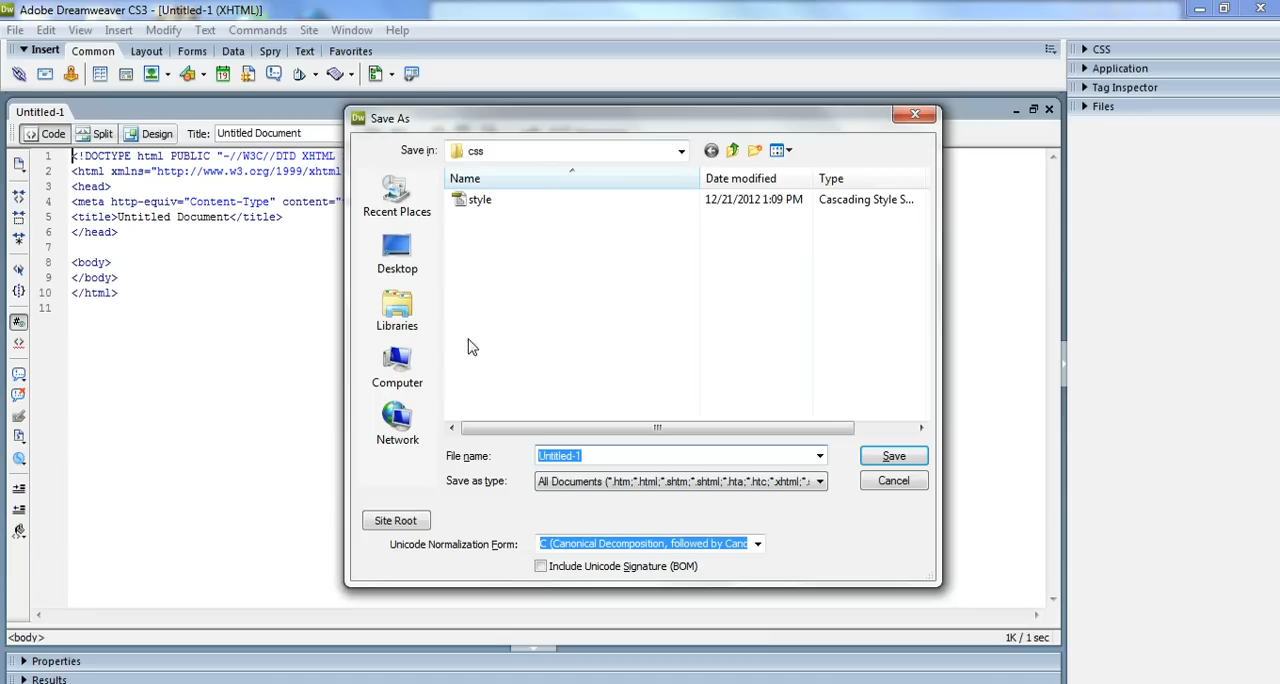 Dw Adobe Dreamweaver CS3 - [Untitled-1 (XHTML)]
File Edit View Insert Modify Text Commands Site Window Help
Insert Common Layout Forms Data Spry Text Favorites
CSS
Application
Tag Inspector
Files
Untitled-1
Code Split Design Title: Untitled Document
1 <!DOCTYPE html PUBLIC "-//W3C//DTD XHTML
2 <html xmlns="http://www.w3.org/1999/xhtml
3 <head>
4 <meta http-equiv="Content-Type" content="
5 <title>Untitled Document</title>
6 </head>
7
8 <body>
9 </body>
10 </html>
11
Dw Save As
Save in: css
Name Date modified Type
style 12/21/2012 1:09 PM Cascading Style S...
Recent Places
Desktop
Libraries
Computer
Network
File name: Untitled-1 Save
Save as type: All Documents (*.htm;*.html;*.shtm;*.shtml;*.hta;*.htc;*.xhtml;*.: Cancel
Site Root
Unicode Normalization Form: C (Canonical Decomposition, followed by Canc
Include Unicode Signature (BOM)
<body> 1K / 1 sec
Properties
Results